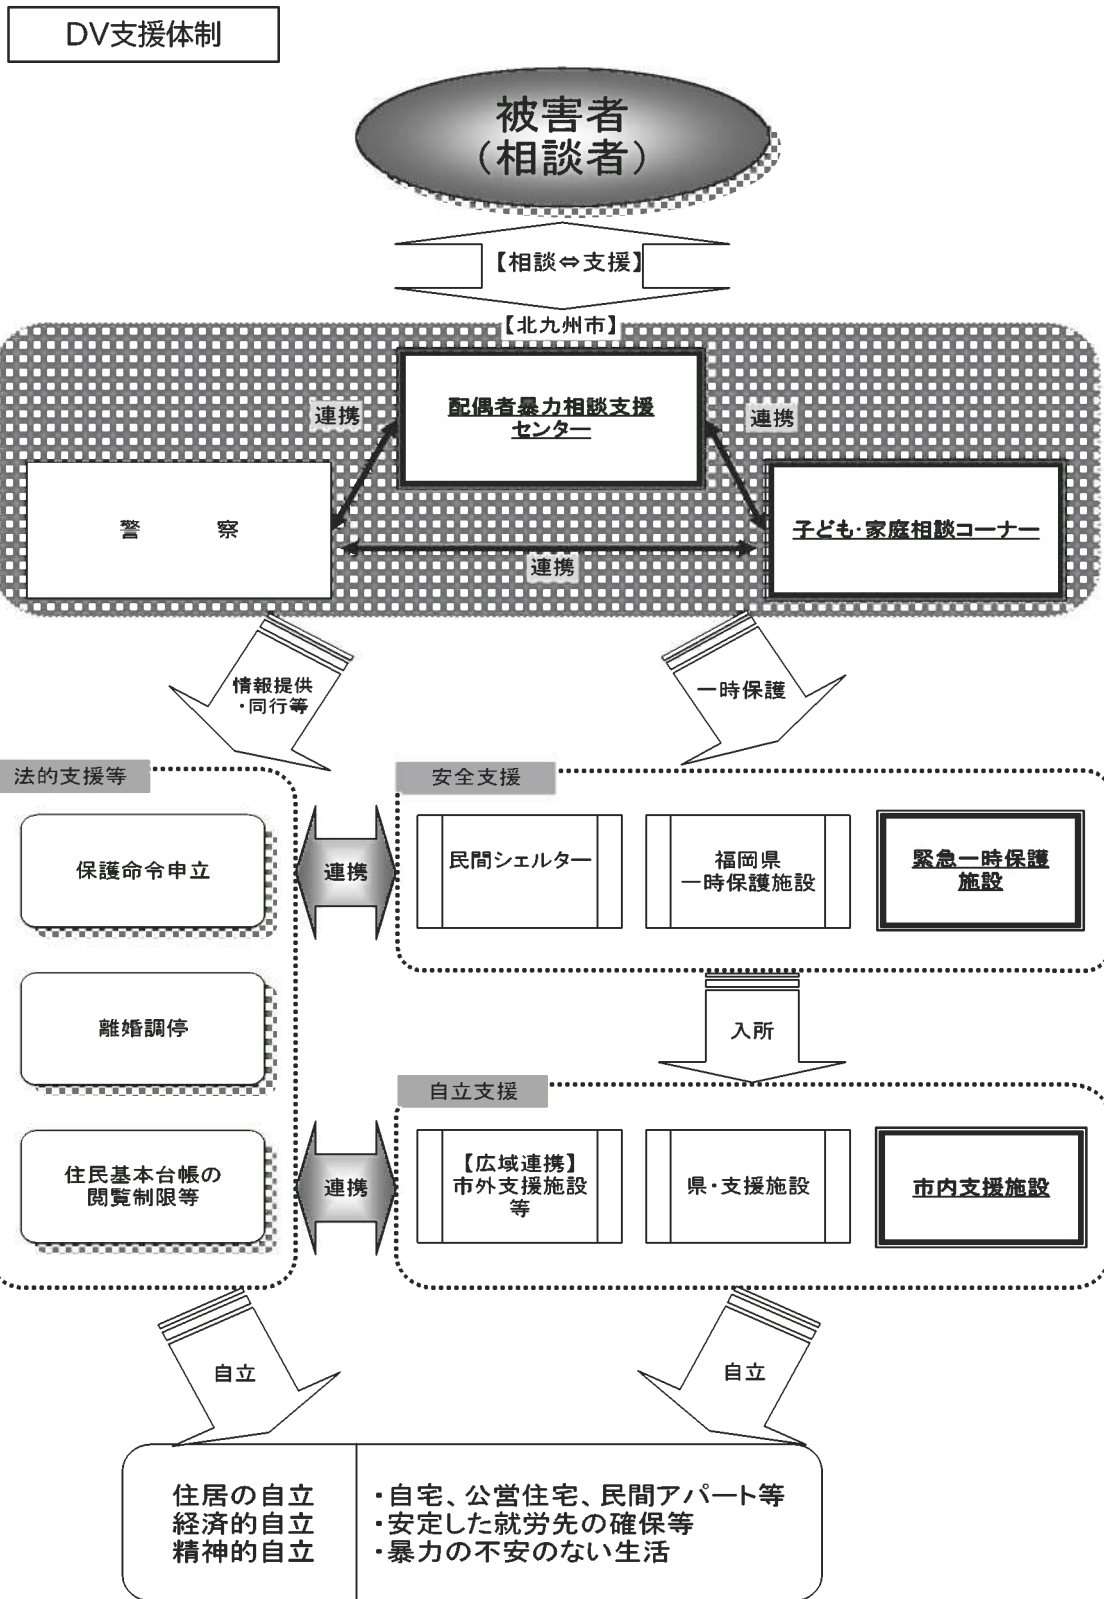 DV支援体制
被害者
(相談者)
【相談⇔支援】
【北九州市】
配偶者暴力相談支援
センター
連携
連携
警　　察
子ども・家庭相談コーナー
連携
情報提供
・同行等
一時保護
法的支援等
保護命令申立
離婚調停
住民基本台帳の
閲覧制限等
連携
安全支援
民間シェルター
福岡県
一時保護施設
緊急一時保護
施設
入所
自立支援
連携
【広域連携】
市外支援施設
等
県・支援施設
市内支援施設
自立
自立
住居の自立
・自宅、公営住宅、民間アパート等
経済的自立
・安定した就労先の確保等
精神的自立
・暴力の不安のない生活